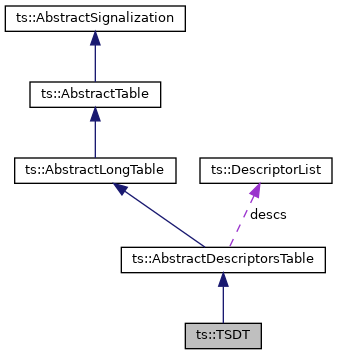 ts::AbstractSignalization
ts::AbstractTable
ts::AbstractLongTable
ts::DescriptorList
descs
ts::AbstractDescriptorsTable
ts::TSDT